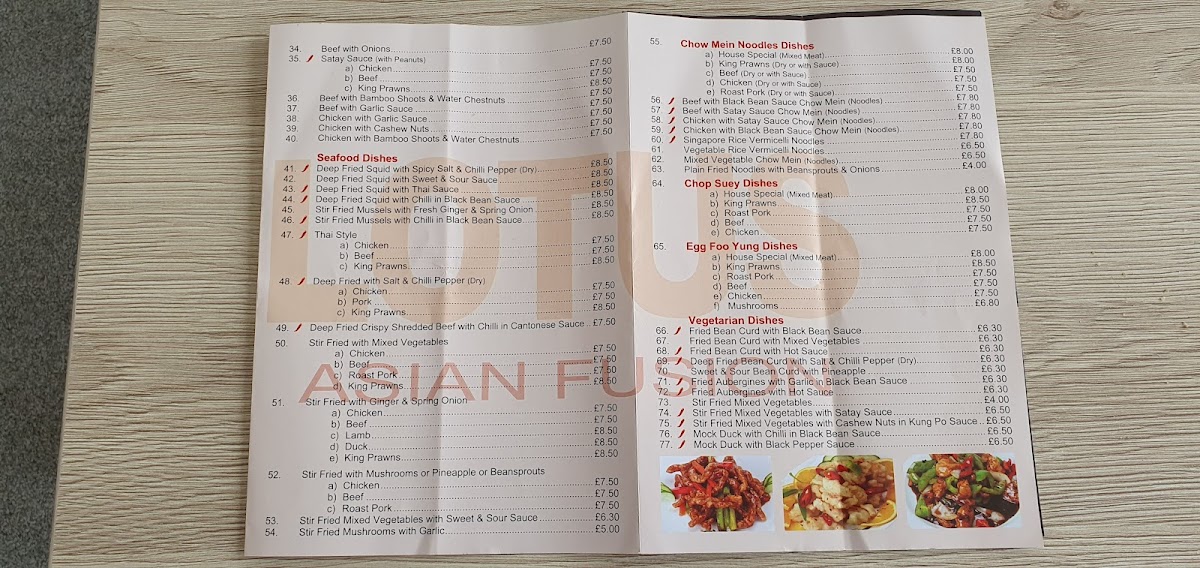 34. Beef with Onions £7.50
35. Satay Sauce (with Peanuts)
a) Chicken £7.50
b) Beef £7.50
c) King Prawns £8.50
36. Beef with Bamboo Shoots & Water Chestnuts £7.50
37 Beef with Garlic Sauce £7.50
38. Chicken with Garlic Sauce £7.50
39. Chicken with Cashew Nuts £7.50
40. Chicken with Bamboo Shoots & Water Chestnuts £7.50
Seafood Dishes
41. Deep Fried Squid with Spicy Salt & Chilli Pepper (Dry) £8.50
42. Deep Fried Squid with Sweet & Sour Sauce £8.50
43. Deep Fried Squid with Thai Sauce £8.50
44. Deep Fried Squid with Chilli in Black Bean Sauce £8.50
45. Stir Fried Mussels with Fresh Ginger & Spring Onion £8.50
46. Stir Fried Mussels with Chilli in Black Bean Sauce £8.50
47. Thai Style
a) Chicken £7.50
b) Beef £7.50
c) King Prawns £8.50
48. Deep Fried with Salt & Chilli Pepper (Dry)
a) Chicken £7.50
b) Pork £7.50
c) King Prawns £8.50
49. Deep Fried Crispy Shredded Beef with Chilli in Cantonese Sauce £7.50
50. Stir Fried with Mixed Vegetables
a) Chicken £7.50
b) Beef £7.50
c) Roast Pork £7.50
d) King Prawns £8.50
51. Stir Fried with Ginger & Spring Onion
a) Chicken £7.50
b) Beef £7.50
c) Lamb £8.50
d) Duck £8.50
e) King Prawns £8.50
52. Stir Fried with Mushrooms or Pineapple or Beansprouts
a) Chicken £7.50
b) Beef £7.50
c) Roast Pork £7.50
53. Stir Fried Mixed Vegetables with Sweet & Sour Sauce £6.30
54. Stir Fried Mushrooms with Garlic £5.00
55. Chow Mein Noodles Dishes
a) House Special (Mixed Meat) £8.00
b) King Prawns (Dry or with Sauce) £8.00
c) Beef (Dry or with Sauce) £7.50
d) Chicken (Dry or with Sauce) £7.50
e) Roast Pork (Dry or with Sauce) £7.50
56. Beef with Black Bean Sauce Chow Mein (Noodles) £7.80
57. Beef with Satay Sauce Chow Mein (Noodles) £7.80
58. Chicken with Satay Sauce Chow Mein (Noodles) £7.80
59. Chicken with Black Bean Sauce Chow Mein (Noodles) £7.80
60. Singapore Rice Vermicelli Noodles £7.80
61. Vegetable Rice Vermicelli Noodles £6.50
62. Mixed Vegetable Chow Mein (Noodles) £6.50
63. Plain Fried Noodles with Beansprouts & Onions £4.00
64. Chop Suey Dishes
a) House Special (Mixed Meat) £8.00
b) King Prawns £8.50
c) Roast Pork £7.50
d) Beef £7.50
e) Chicken £7.50
65. Egg Foo Yung Dishes
a) House Special (Mixed Meat) £8.00
b) King Prawns £8.50
c) Roast Pork £7.50
d) Beef £7.50
e) Chicken £7.50
f) Mushrooms £6.80
Vegetarian Dishes
66. Fried Bean Curd with Black Bean Sauce £6.30
67. Fried Bean Curd with Mixed Vegetables £6.30
68. Fried Bean Curd with Hot Sauce £6.30
69. Deep Fried Bean Curd with Salt & Chilli Pepper (Dry) £6.30
70. Sweet & Sour Bean Curd with Pineapple £6.30
71. Fried Aubergines with Garlic in Black Bean Sauce £6.30
72. Fried Aubergines with Hot Sauce £6.30
73. Stir Fried Mixed Vegetables £4.00
74. Stir Fried Mixed Vegetables with Satay Sauce £6.50
75. Stir Fried Mixed Vegetables with Cashew Nuts in Kung Po Sauce £6.50
76. Mock Duck with Chilli in Black Bean Sauce £6.50
77. Mock Duck with Black Pepper Sauce £6.50
LOTUS
ASIAN FUSION